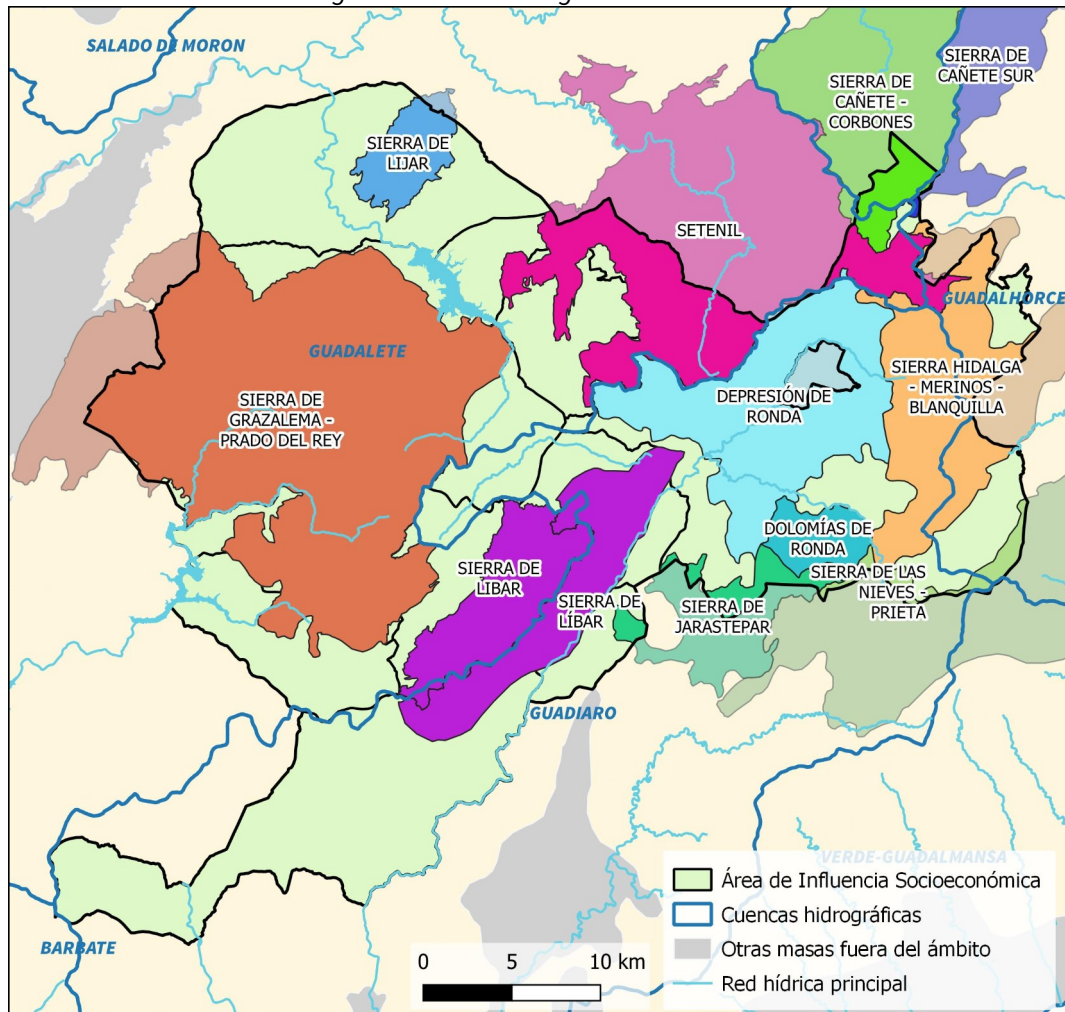 SALADO DE MORON
SIERRA DE
CAÑETE SUR
SIERRA DE
CAÑETE -
CORBONES
SIERRA DE
LIJAR
SETENIL
GUADALHORCE
GUADALETE
SIERRA DE
GRAZALEMA -
PRADO DEL REY
SIERRA HIDALGA
- MERINOS -
BLANQUILLA
DEPRESIÓN DE
RONDA
DOLOMÍAS DE
RONDA
SIERRA DE
LÍBAR
SIERRA DE LAS
NIEVES -
PRIETA
SIERRA DE
LÍBAR
SIERRA DE
JARASTEPAR
GUADIARO
VERDE-GUADALMANSA
BARBATE
Área de Influencia Socioeconómica
Cuencas hidrográficas
Otras masas fuera del ámbito
Red hídrica principal
0 5 10 km